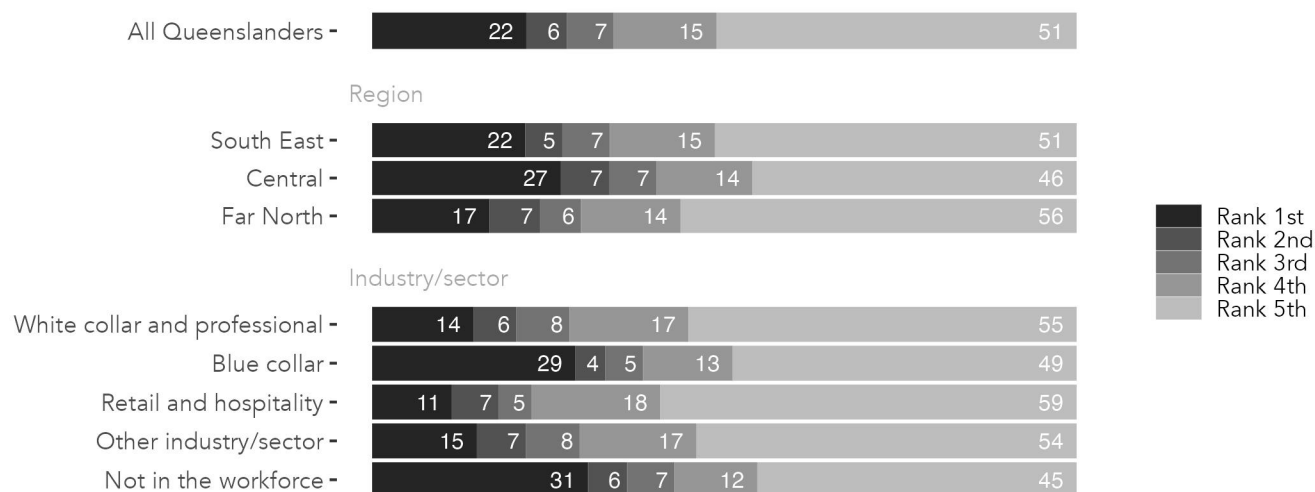 All Queenslanders - 22 6 7 15 51
Region
South East - 22 5 7 15 51
Central - 27 7 7 14 46
Far North - 17 7 6 14 56
Rank 1st
Rank 2nd
Rank 3rd
Rank 4th
Rank 5th
Industry/sector
White collar and professional - 14 6 8 17 55
Blue collar - 29 4 5 13 49
Retail and hospitality - 11 7 5 18 59
Other industry/sector - 15 7 8 17 54
Not in the workforce - 31 6 7 12 45